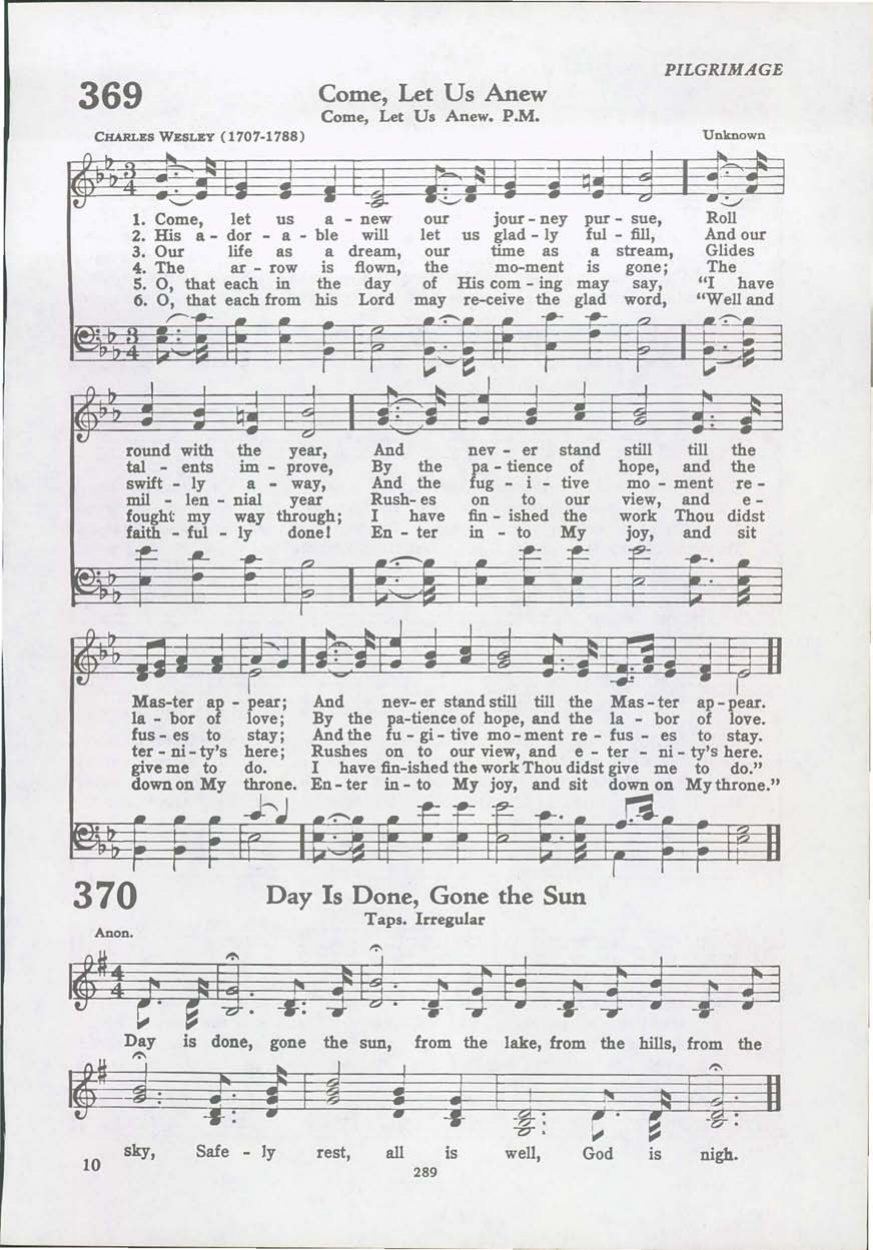 PILGRIMAGE
369
Come, Let Us Anew
Come, Let Us Anew. P.M.
CHARLES WESLEY (1707-1788)
Unknown
1. Come, let us a - new our jour - ney pur - sue, Roll
2. His a - dor - a - ble will let us glad - ly ful - fill, And our
3. Our life as a dream, our time as a stream, Glides
4. The ar - row is flown, the mo-ment is gone; The
5. O, that each in the day of His com - ing may say, "I have
6. O, that each from his Lord may re-ceive the glad word, "Well and
round with the year, And nev - er stand still till the
tal - ents im - prove, By the pa - tience of hope, and the
swift - ly a - way, And the fug - i - tive mo - ment re -
mil - len - nial year Rush- es on to our view, and e -
fought my way through; I have fin - ished the work Thou didst
faith - ful - ly done! En - ter in - to My joy, and sit
Mas-ter ap - pear; And nev- er stand still till the Mas - ter ap - pear.
la - bor of love; By the pa-tience of hope, and the la - bor of love.
fus - es to stay; And the fu - gi - tive mo - ment re - fus - es to stay.
ter - ni - ty's here; Rushes on to our view, and e - ter - ni - ty's here.
give me to do. I have fin-ished the work Thou didst give me to do."
down on My throne. En - ter in - to My joy, and sit down on My throne."
370
Day Is Done, Gone the Sun
Taps. Irregular
Anon.
Day is done, gone the sun, from the lake, from the hills, from the
sky, Safe - ly rest, all is well, God is nigh.
10
289